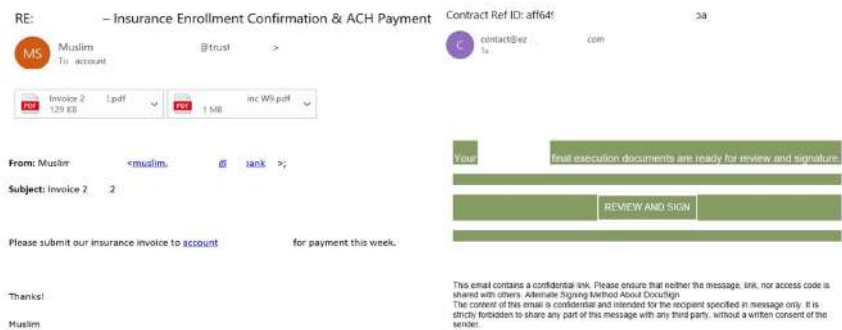 RE: – Insurance Enrollment Confirmation & ACH Payment
MS
Muslim @trust >
To account
PDF
Invoice 2 .pdf
129 KB
PDF
inc W9.pdf
1 MB
From: Muslim <muslim. @ bank >;
Subject: Invoice 2 2
Please submit our insurance invoice to account for payment this week.
Thanks!
Muslim
Contract Ref ID: aff64
C
contact@ez .com
To
Your final execution documents are ready for review and signature.
REVIEW AND SIGN
This email contains a confidential link. Please ensure that neither the message, link, nor access code is
shared with others. Alternate Signing Method About DocuSign
The content of this email is confidential and intended for the recipient specified in message only. It is
strictly forbidden to share any part of this message with any third party, without a written consent of the
sender.